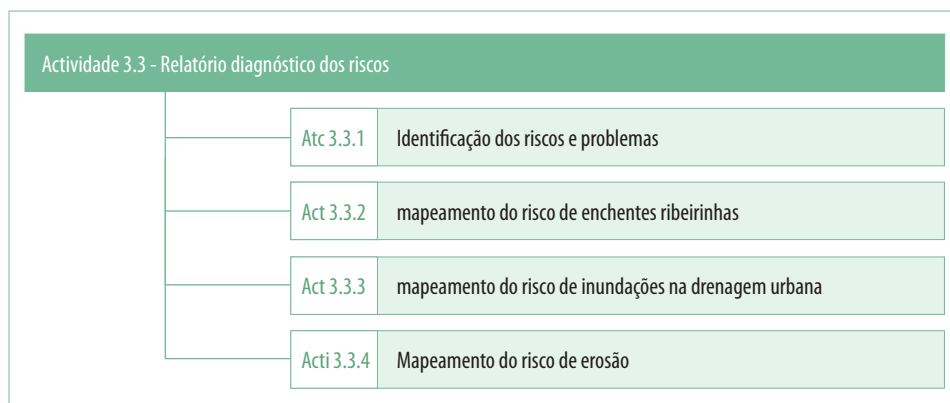 Actividade 3.3 - Relatório diagnóstico dos riscos
Atc 3.3.1 Identificação dos riscos e problemas
Act 3.3.2 mapeamento do risco de enchentes ribeirinhas
Act 3.3.3 mapeamento do risco de inundações na drenagem urbana
Acti 3.3.4 Mapeamento do risco de erosão